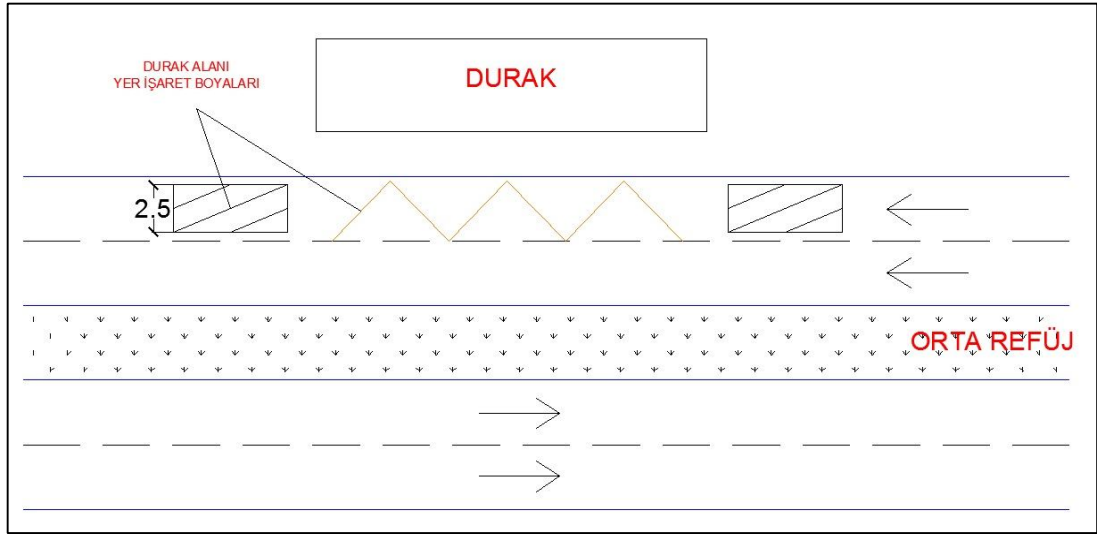 DURAK ALANI
YER İŞARET BOYALARI
DURAK
2.5
ORTA REFÜJ